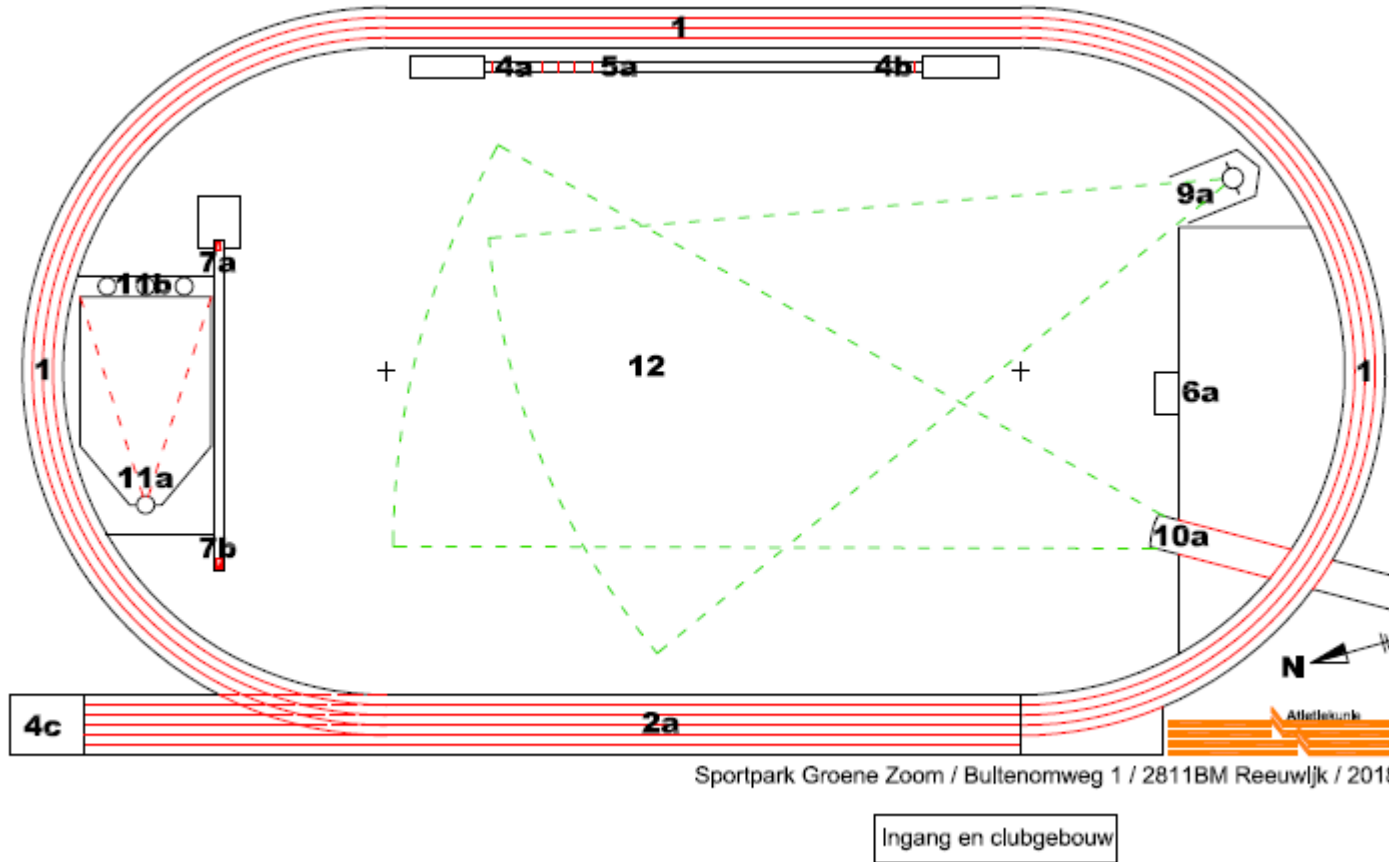 1
4a 5a 4b
9a
7a
11b
1 12 6a 1
11a
10a
7b
N
4c 2a
Atletiekunie
Sportpark Groene Zoom / Bultenomweg 1 / 2811BM Reeuwijk / 2018
Ingang en clubgebouw